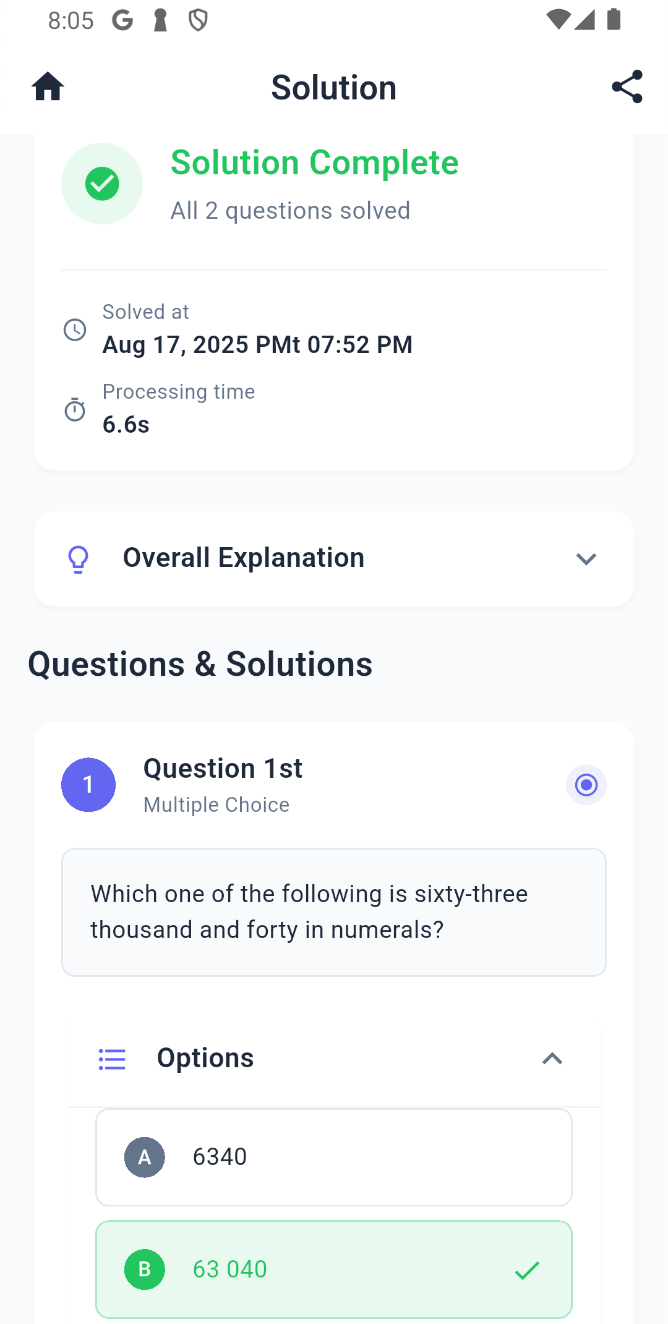 8:05
Solution
Solution Complete
All 2 questions solved
Solved at
Aug 17, 2025 PMt 07:52 PM
Processing time
6.6s
Overall Explanation
Questions & Solutions
1
Question 1st
Multiple Choice
Which one of the following is sixty-three
thousand and forty in numerals?
Options
A 6340
B 63 040